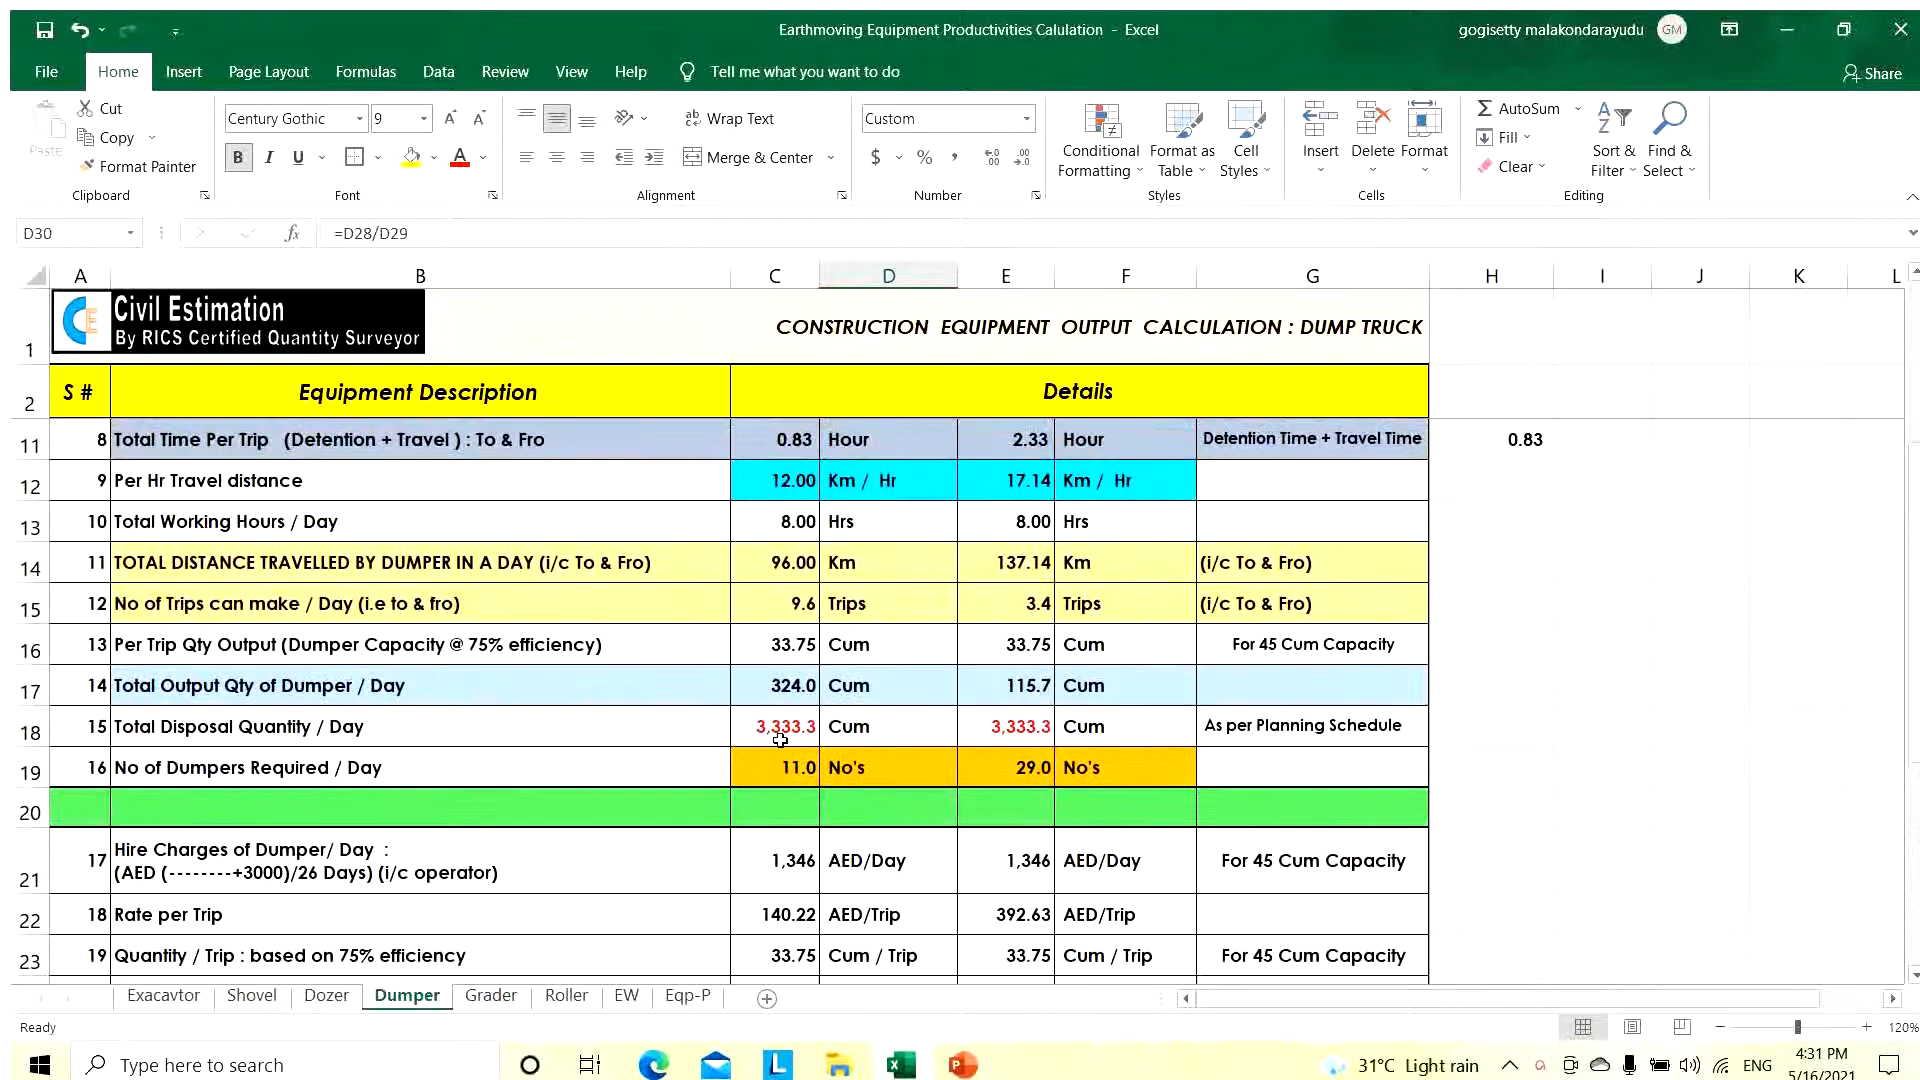 Earthmoving Equipment Productivities Calulation - Excel
gogisetty malakondarayudu GM
File Home Insert Page Layout Formulas Data Review View Help Tell me what you want to do Share
Paste Cut Copy Format Painter
Century Gothic 9
B I U A
ab Wrap Text
Merge & Center
Custom
$ %
Conditional Formatting
Format as Table
Cell Styles
Insert Delete Format
AutoSum
Fill
Clear
Sort & Filter
Find & Select
Clipboard Font Alignment Number Styles Cells Editing
D30 fx =D28/D29
A B C D E F G H I J K L
1 CE Civil Estimation
By RICS Certified Quantity Surveyor
CONSTRUCTION EQUIPMENT OUTPUT CALCULATION : DUMP TRUCK
2 S # Equipment Description Details
11 8 Total Time Per Trip (Detention + Travel ) : To & Fro 0.83 Hour 2.33 Hour Detention Time + Travel Time 0.83
12 9 Per Hr Travel distance 12.00 Km / Hr 17.14 Km / Hr
13 10 Total Working Hours / Day 8.00 Hrs 8.00 Hrs
14 11 TOTAL DISTANCE TRAVELLED BY DUMPER IN A DAY (i/c To & Fro) 96.00 Km 137.14 Km (i/c To & Fro)
15 12 No of Trips can make / Day (i.e to & fro) 9.6 Trips 3.4 Trips (i/c To & Fro)
16 13 Per Trip Qty Output (Dumper Capacity @ 75% efficiency) 33.75 Cum 33.75 Cum For 45 Cum Capacity
17 14 Total Output Qty of Dumper / Day 324.0 Cum 115.7 Cum
18 15 Total Disposal Quantity / Day 3,333.3 Cum 3,333.3 Cum As per Planning Schedule
19 16 No of Dumpers Required / Day 11.0 No's 29.0 No's
20
21 17 Hire Charges of Dumper/ Day :
(AED (--------+3000)/26 Days) (i/c operator) 1,346 AED/Day 1,346 AED/Day For 45 Cum Capacity
22 18 Rate per Trip 140.22 AED/Trip 392.63 AED/Trip
23 19 Quantity / Trip : based on 75% efficiency 33.75 Cum / Trip 33.75 Cum / Trip For 45 Cum Capacity
Exacavtor Shovel Dozer Dumper Grader Roller EW Eqp-P
Ready 120%
Type here to search L 31°C Light rain ENG 4:31 PM
5/16/2021